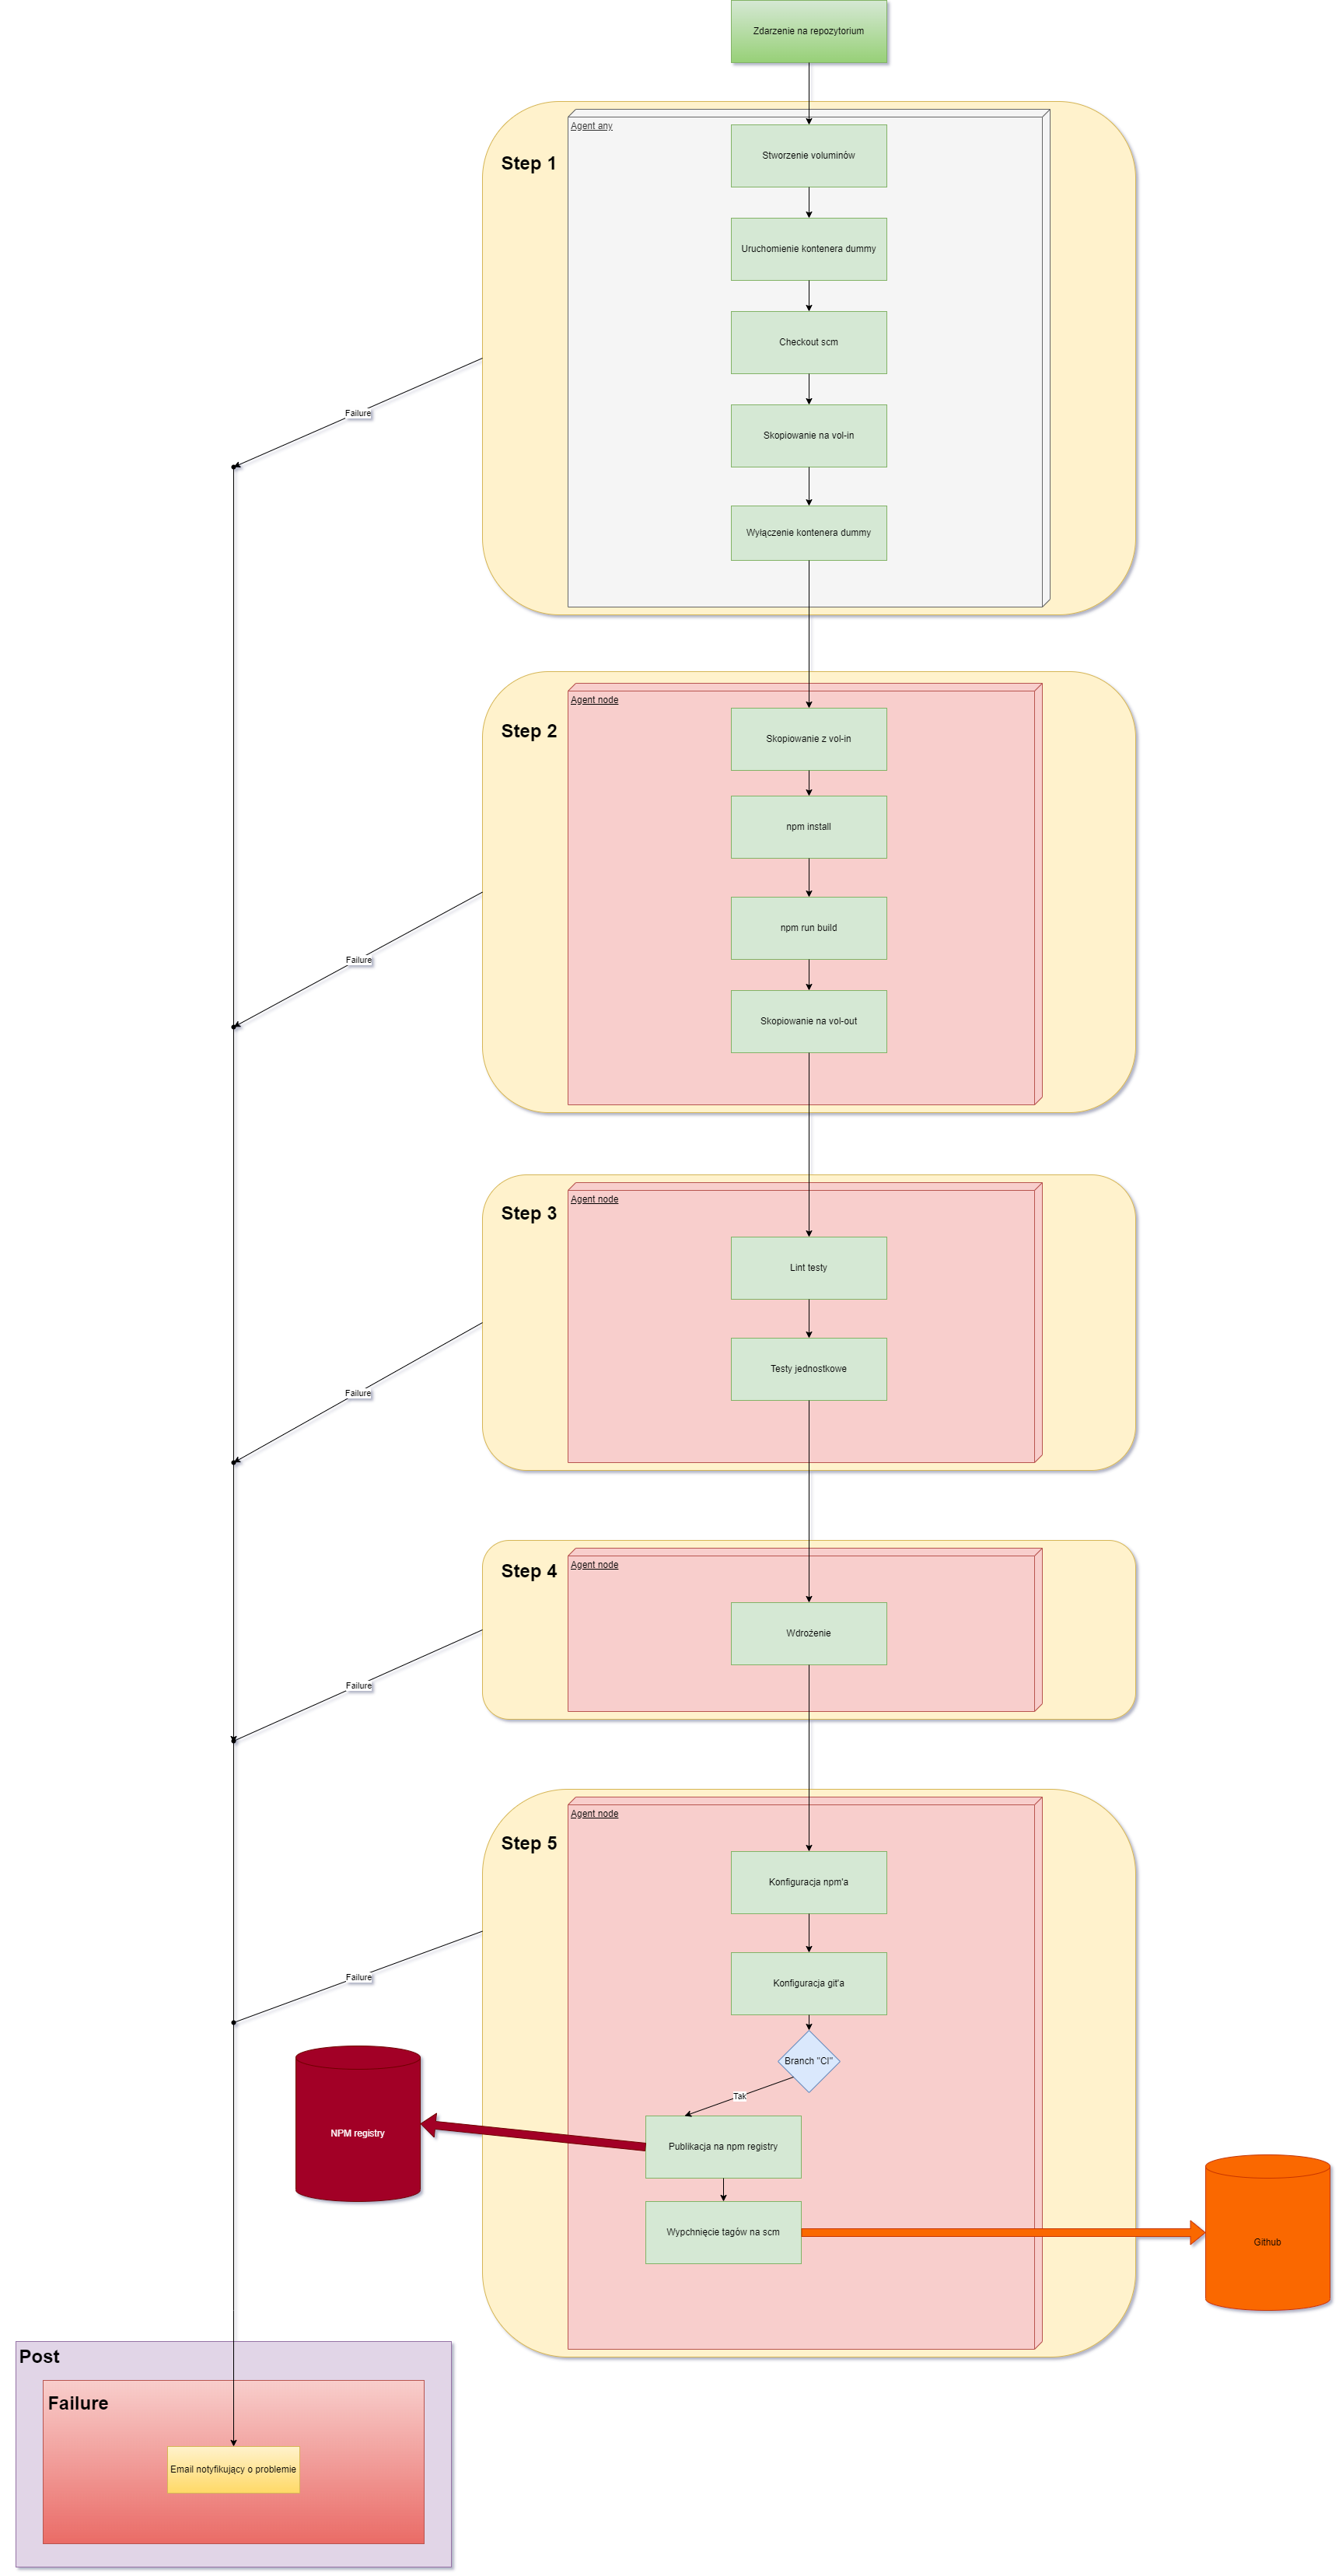 Zdarzenie na repozytorium
Agent any
Step 1
Stworzenie voluminów
Uruchomienie kontenera dummy
Checkout scm
Failure
Skopiowanie na vol-in
Wyłączenie kontenera dummy
Agent node
Step 2
Skopiowanie z vol-in
npm install
npm run build
Failure
Skopiowanie na vol-out
Agent node
Step 3
Lint testy
Testy jednostkowe
Failure
Agent node
Step 4
Wdrożenie
Failure
Agent node
Step 5
Konfiguracja npm'a
Failure
Konfiguracja git'a
Branch "CI"
Tak
NPM registry
Publikacja na npm registry
Wypchnięcie tagów na scm
Github
Post
Failure
Email notyfikujący o problemie